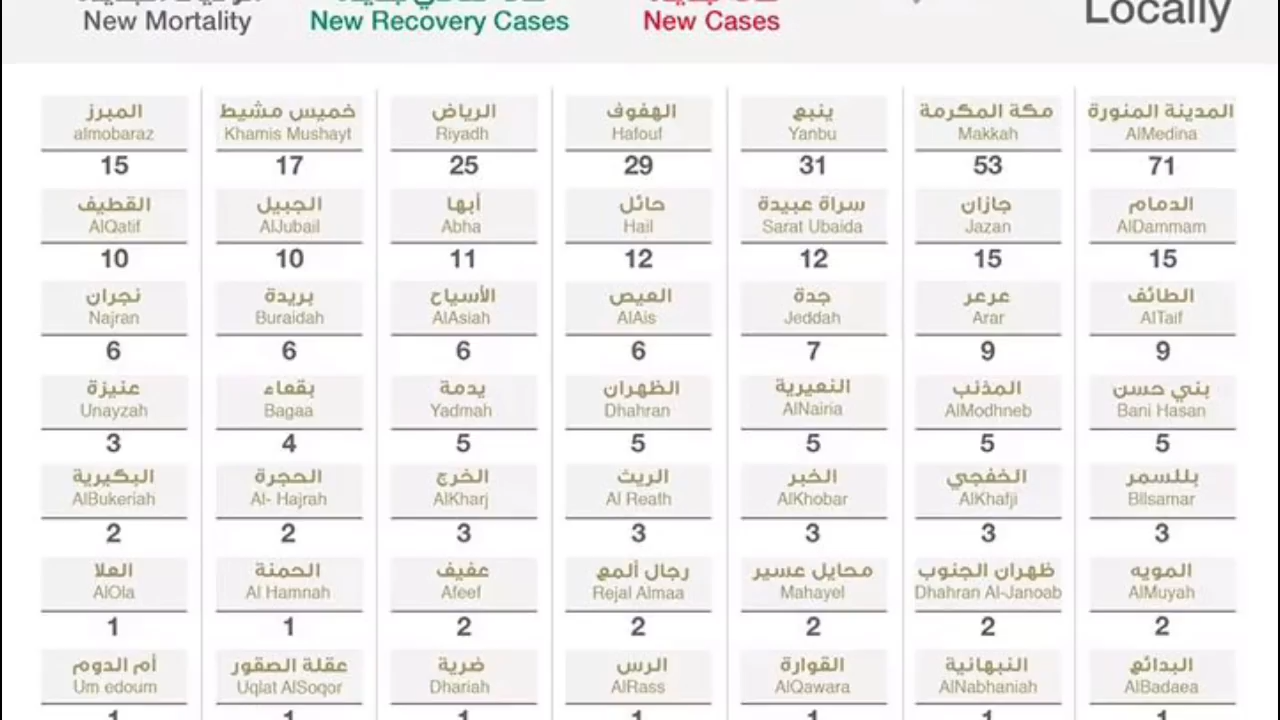 Locally
New Cases
New Recovery Cases
New Mortality
المدينة المنورة
AlMedina
71
مكة المكرمة
Makkah
53
ينبع
Yanbu
31
الهفوف
Hafouf
29
الرياض
Riyadh
25
خميس مشيط
Khamis Mushayt
17
المبرز
almobaraz
15
الدمام
AlDammam
15
جازان
Jazan
15
سراة عبيدة
Sarat Ubaida
12
حائل
Hail
12
أبها
Abha
11
الجبيل
AlJubail
10
القطيف
AlQatif
10
الطائف
AlTaif
9
عرعر
Arar
9
جدة
Jeddah
7
العيص
AlAis
6
الأسياح
AlAsiah
6
بريدة
Buraidah
6
نجران
Najran
6
بني حسن
Bani Hasan
5
المذنب
AlModhneb
5
النعيرية
AlNairia
5
الظهران
Dhahran
5
يدمة
Yadmah
5
بقعاء
Bagaa
4
عنيزة
Unayzah
3
بللسمر
Bllsamar
3
الخفجي
AlKhafji
3
الخبر
AlKhobar
3
الريث
Al Reath
3
الخرج
AlKharj
3
الحجرة
Al- Hajrah
2
البكيرية
AlBukeriah
2
المويه
AlMuyah
2
ظهران الجنوب
Dhahran Al-Janoab
2
محايل عسير
Mahayel
2
رجال ألمع
Rejal Almaa
2
عفيف
Afeef
2
الحمنة
Al Hamnah
1
العلا
AlOla
1
البدائع
AlBadaea
1
النبهانية
AlNabhaniah
1
القوارة
AlQawara
1
الرس
AlRass
1
ضرية
Dhariah
1
عقلة الصقور
Uqlat AlSoqor
1
أم الدوم
Um edoum
1